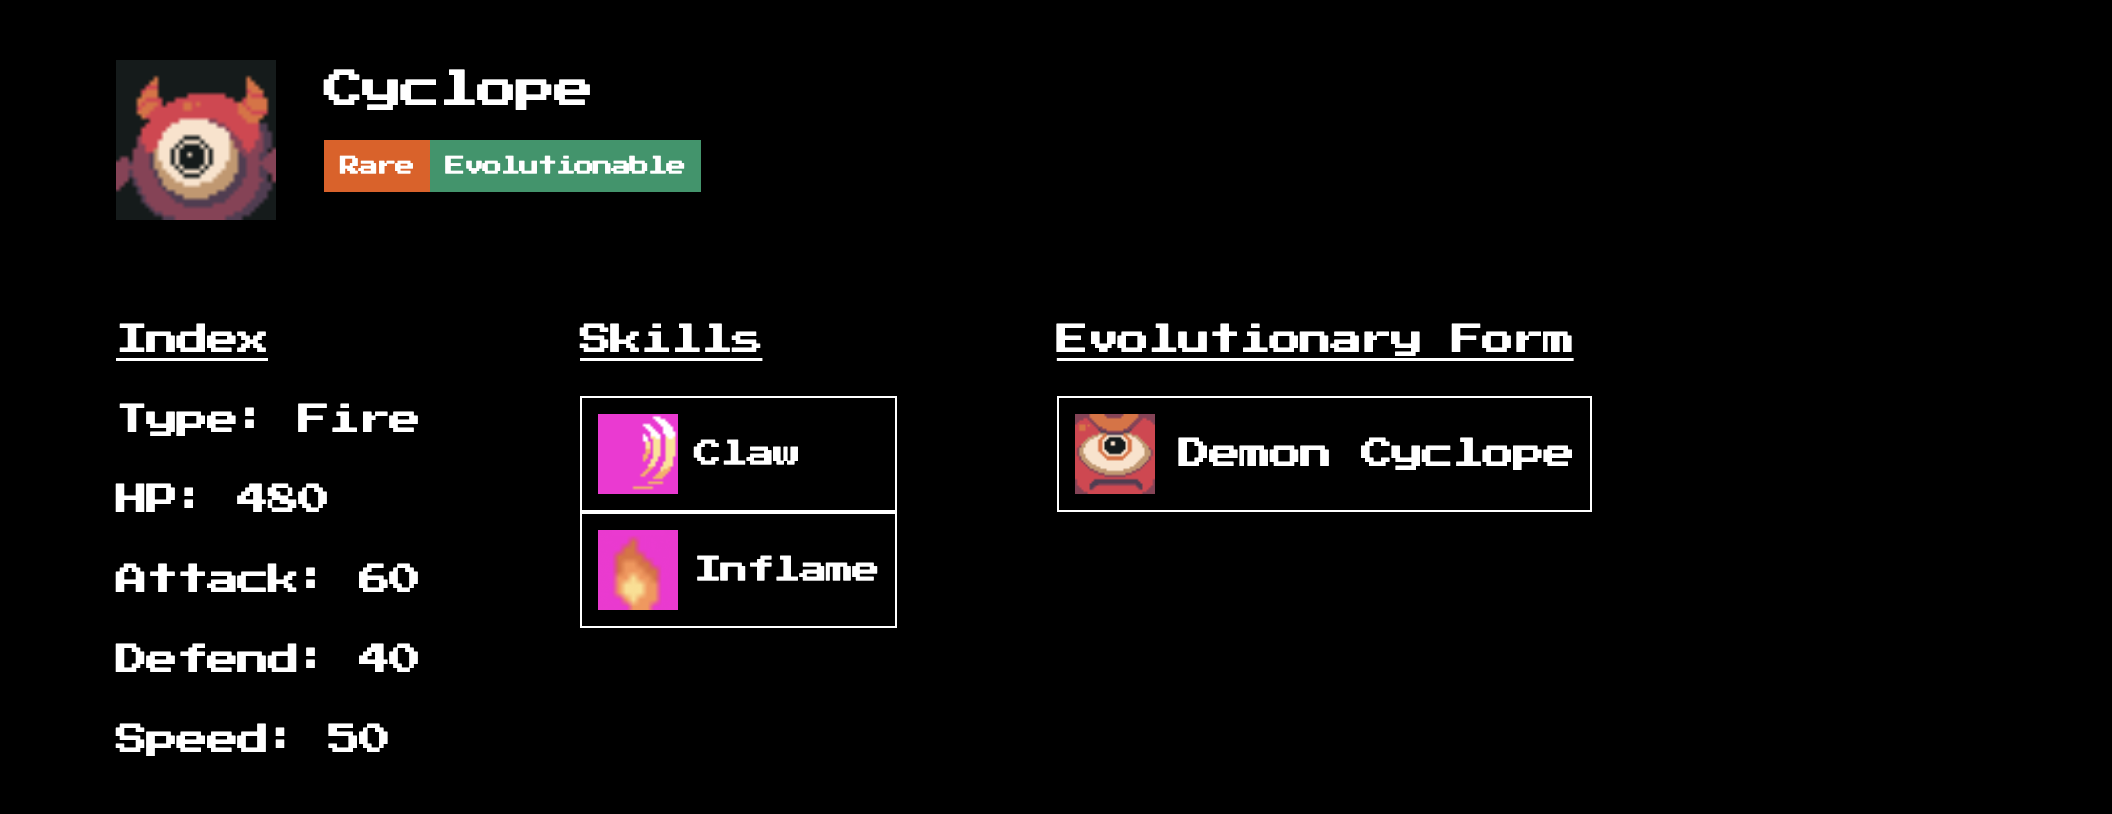 Cyclope
Rare Evolutionable
Index
Type: Fire
HP: 480
Attack: 60
Defend: 40
Speed: 50
Skills
Claw
Inflame
Evolutionary Form
Demon Cyclope